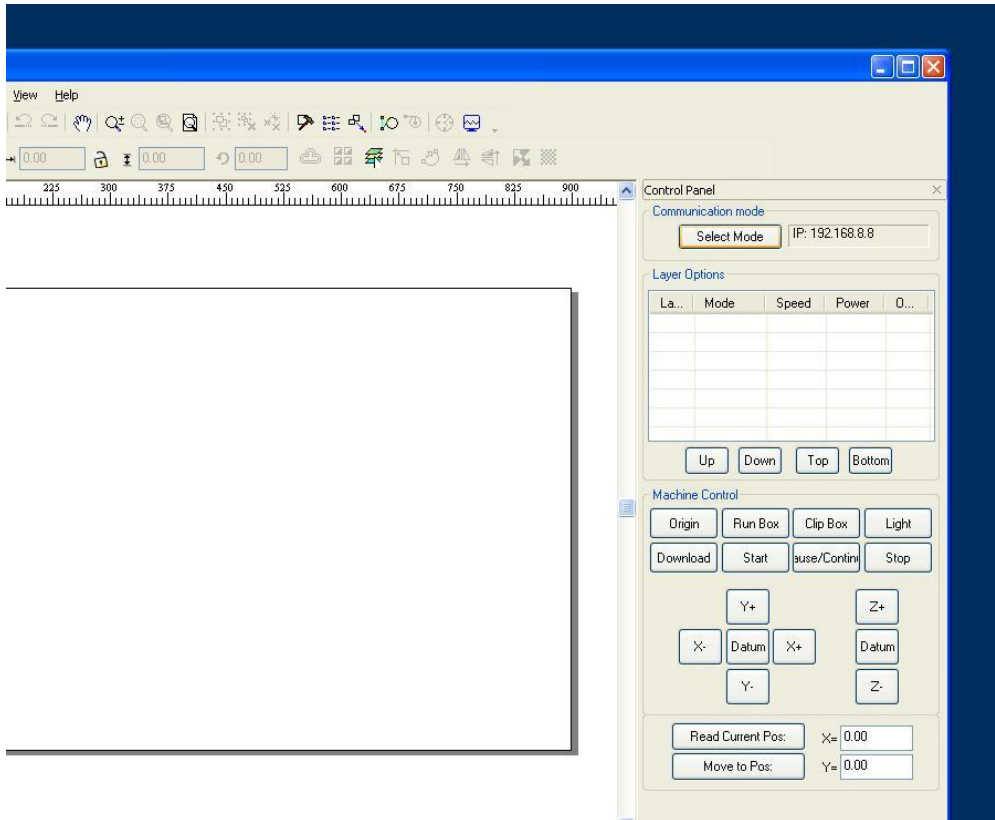 View Help
0.00 0.00 0.00
225 300 375 450 525 600 675 750 825 900
Control Panel
Communication mode
Select Mode IP: 192.168.8.8
Layer Options
La... Mode Speed Power O...
Up Down Top Bottom
Machine Control
Origin Run Box Clip Box Light
Download Start ause/Continu Stop
Y+ Z+
X- Datum X+ Datum
Y- Z-
Read Current Pos: X= 0.00
Move to Pos: Y= 0.00